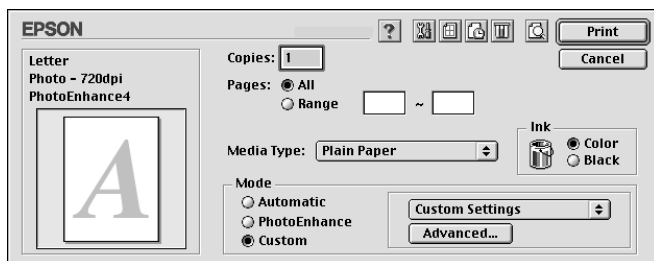 EPSON
?
Print
Letter
Photo - 720dpi
PhotoEnhance4
A
Copies: 1
Cancel
Pages: All
Range ~
Media Type: Plain Paper
Ink
Color
Black
Mode
Automatic
PhotoEnhance
Custom
Custom Settings
Advanced...